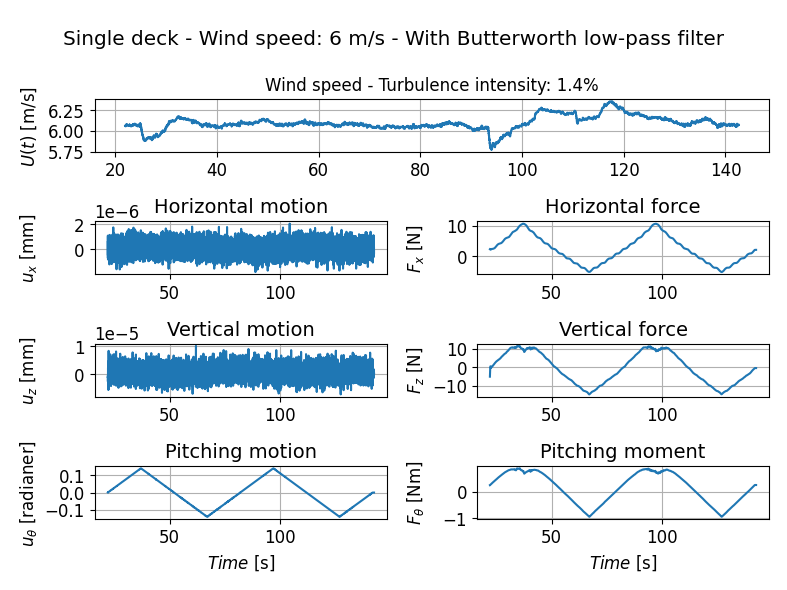 Single deck - Wind speed: 6 m/s - With Butterworth low-pass filter
Wind speed - Turbulence intensity: 1.4%
U(t) [m/s]
6.25
6.00
5.75
20 40 60 80 100 120 140
1e−6 Horizontal motion
u_x [mm]
2
0
50 100
Horizontal force
F_x [N]
10
0
50 100
1e−5 Vertical motion
u_z [mm]
1
0
50 100
Vertical force
F_z [N]
10
0
−10
50 100
Pitching motion
u_θ [radianer]
0.1
0.0
−0.1
50 100
Time [s]
Pitching moment
F_θ [Nm]
0
−1
50 100
Time [s]